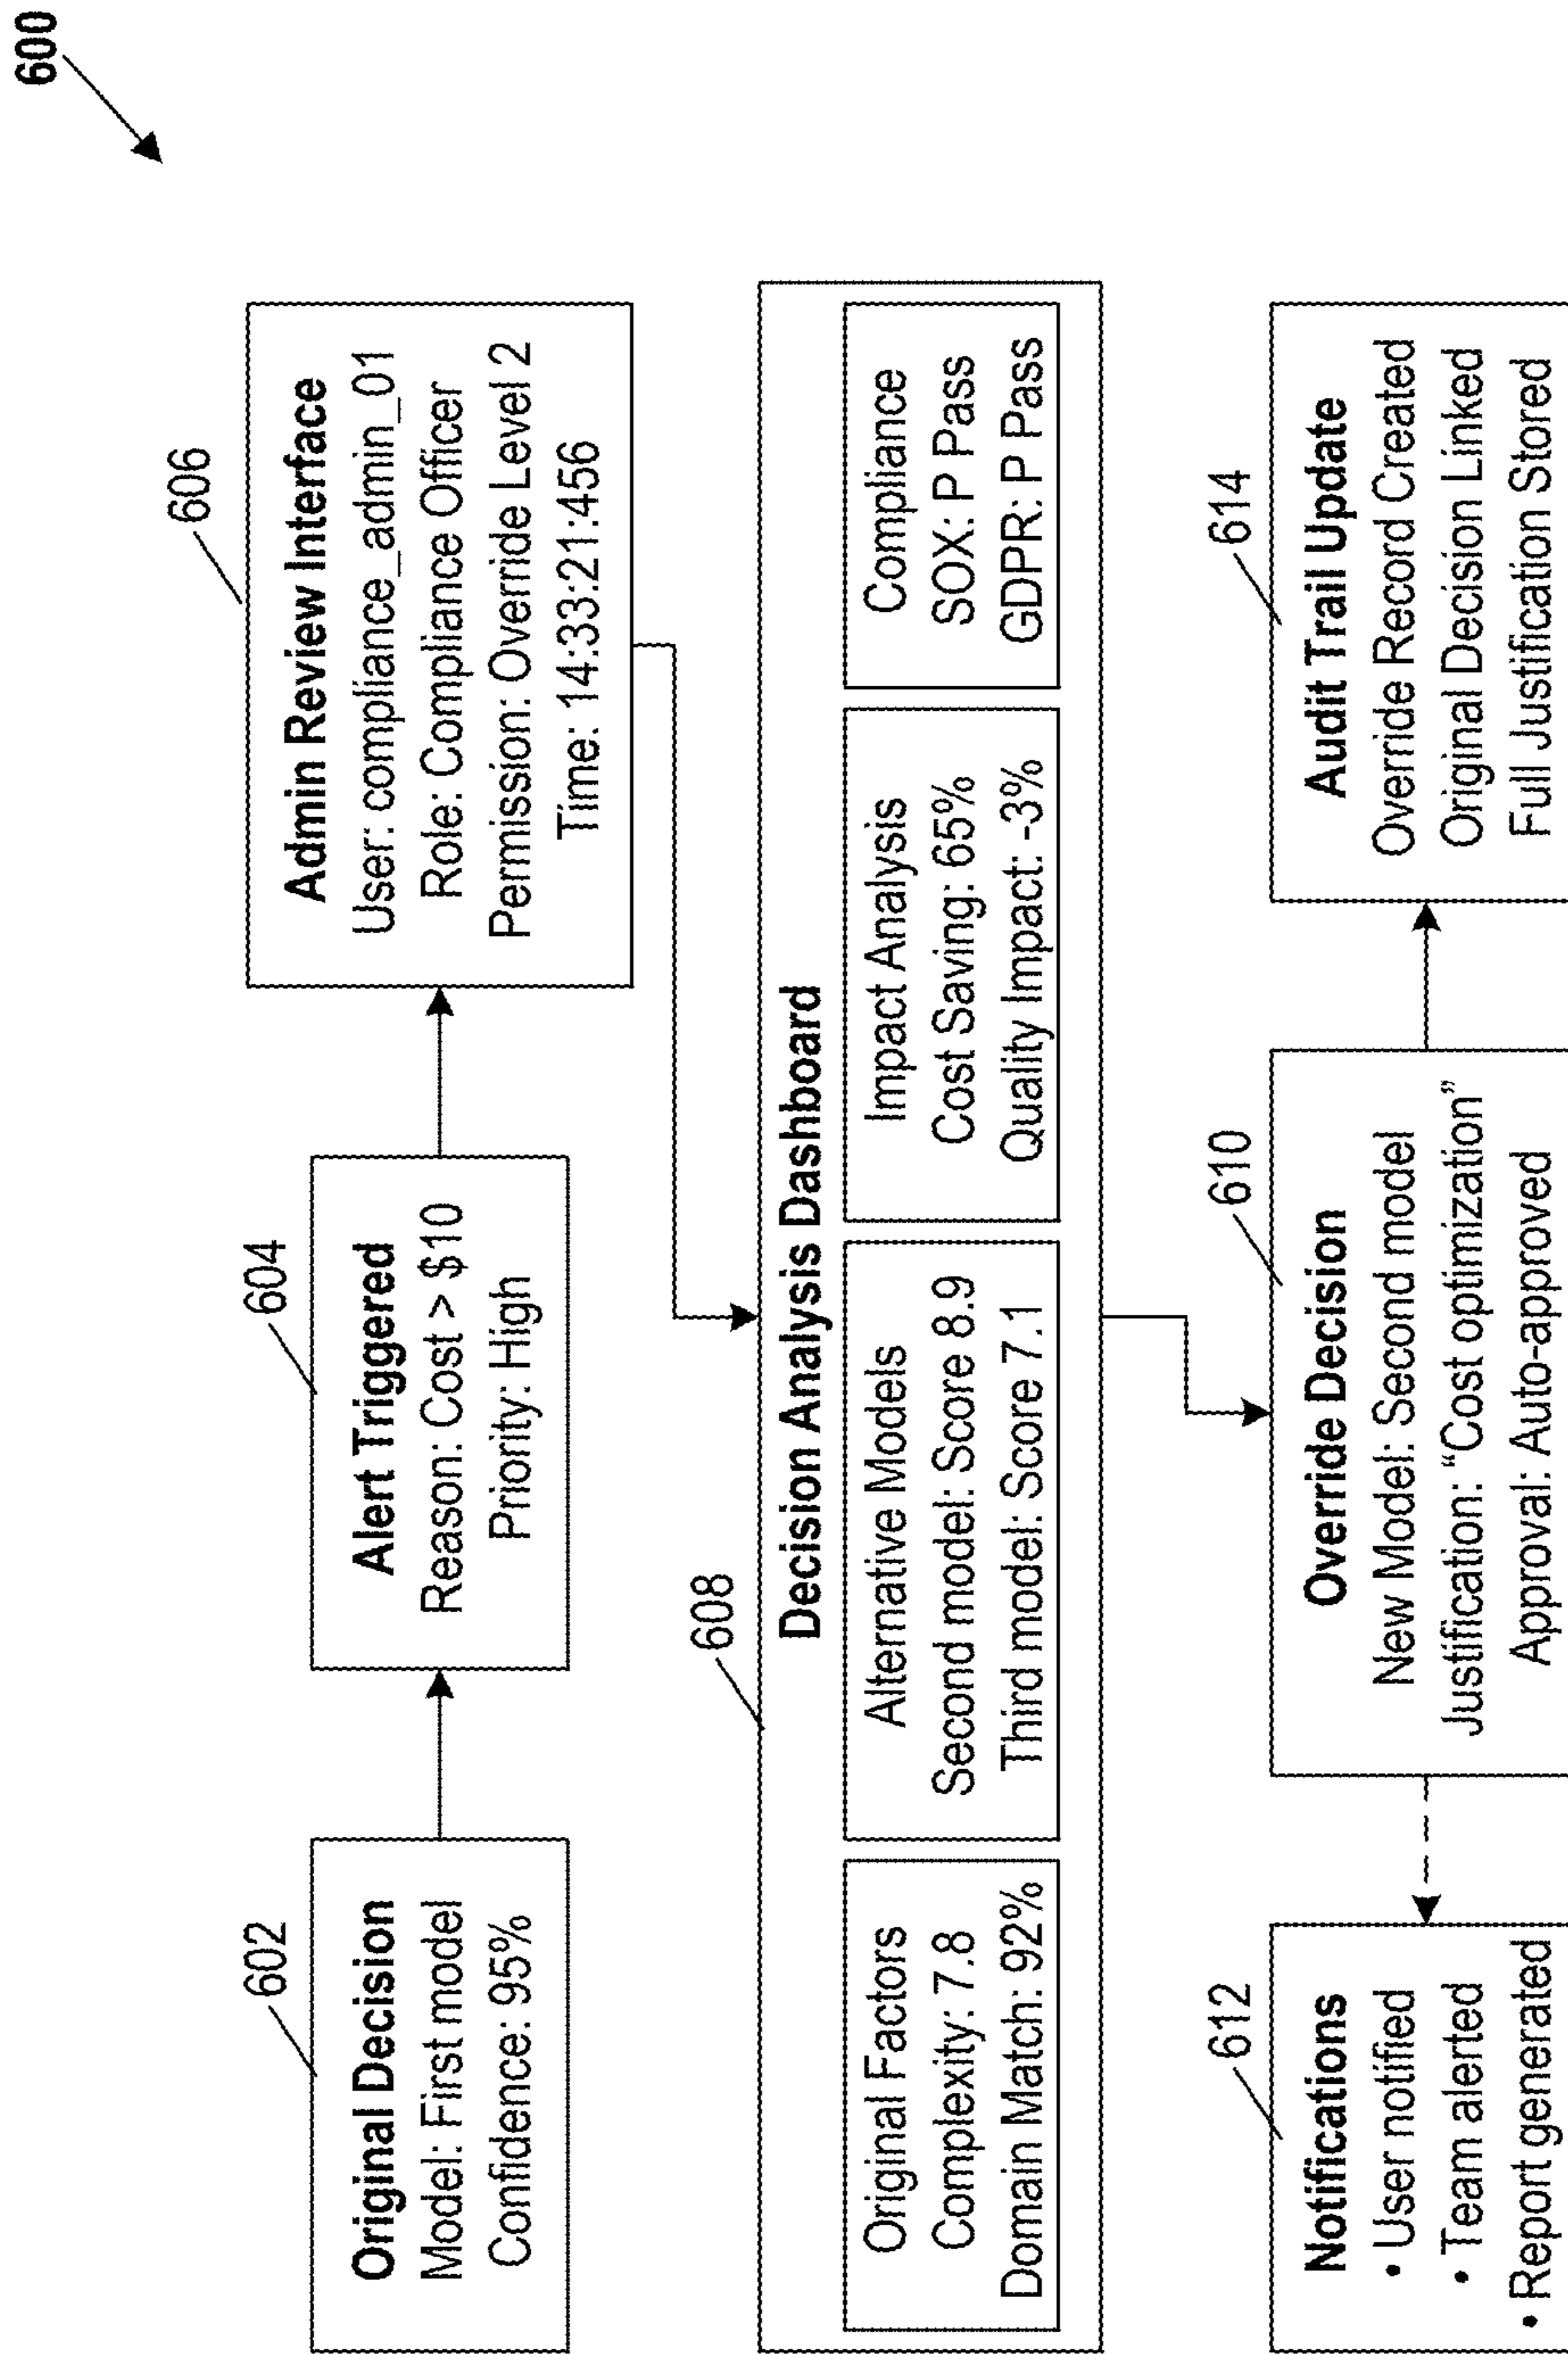 600
602
Original Decision
Model: First model
Confidence: 95%
604
Alert Triggered
Reason: Cost > $10
Priority: High
606
Admin Review Interface
User: compliance_admin_01
Role: Compliance Officer
Permission: Override Level 2
Time: 14:33:21:456
608
Decision Analysis Dashboard
Original Factors
Complexity: 7.8
Domain Match: 92%
Alternative Models
Second model: Score 8.9
Third model: Score 7.1
Impact Analysis
Cost Saving: 65%
Quality Impact: -3%
Compliance
SOX: P Pass
GDPR: P Pass
612
Notifications
• User notified
• Team alerted
• Report generated
610
Override Decision
New Model: Second model
Justification: “Cost optimization”
Approval: Auto-approved
614
Audit Trail Update
Override Record Created
Original Decision Linked
Full Justification Stored